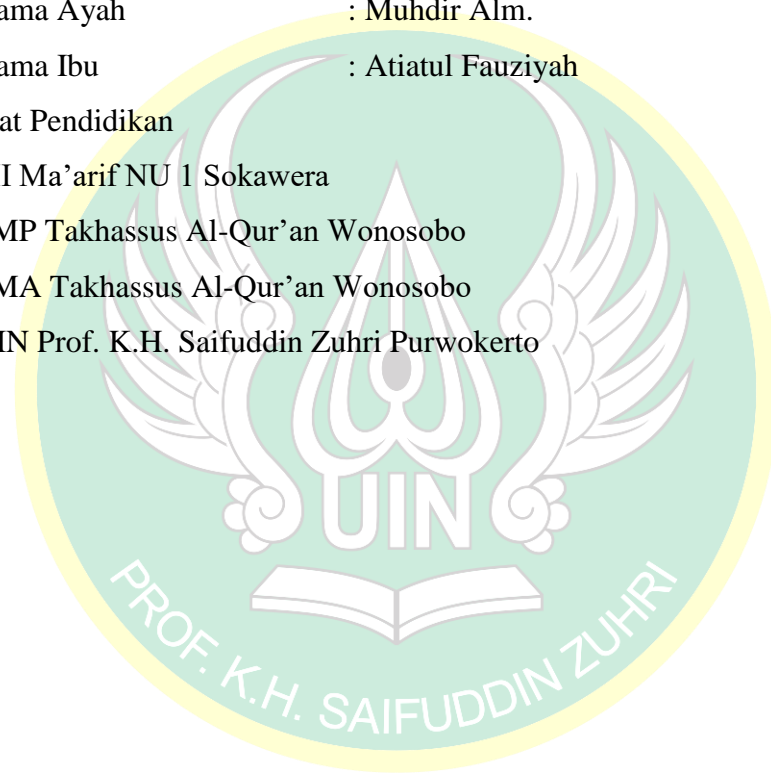 ama Ayah : Muhdir Alm.
ama Ibu : Atiatul Fauziyah
at Pendidikan
I Ma’arif NU 1 Sokawera
MP Takhassus Al-Qur’an Wonosobo
MA Takhassus Al-Qur’an Wonosobo
IN Prof. K.H. Saifuddin Zuhri Purwokerto
UIN
PROF. K.H. SAIFUDDIN ZUHRI